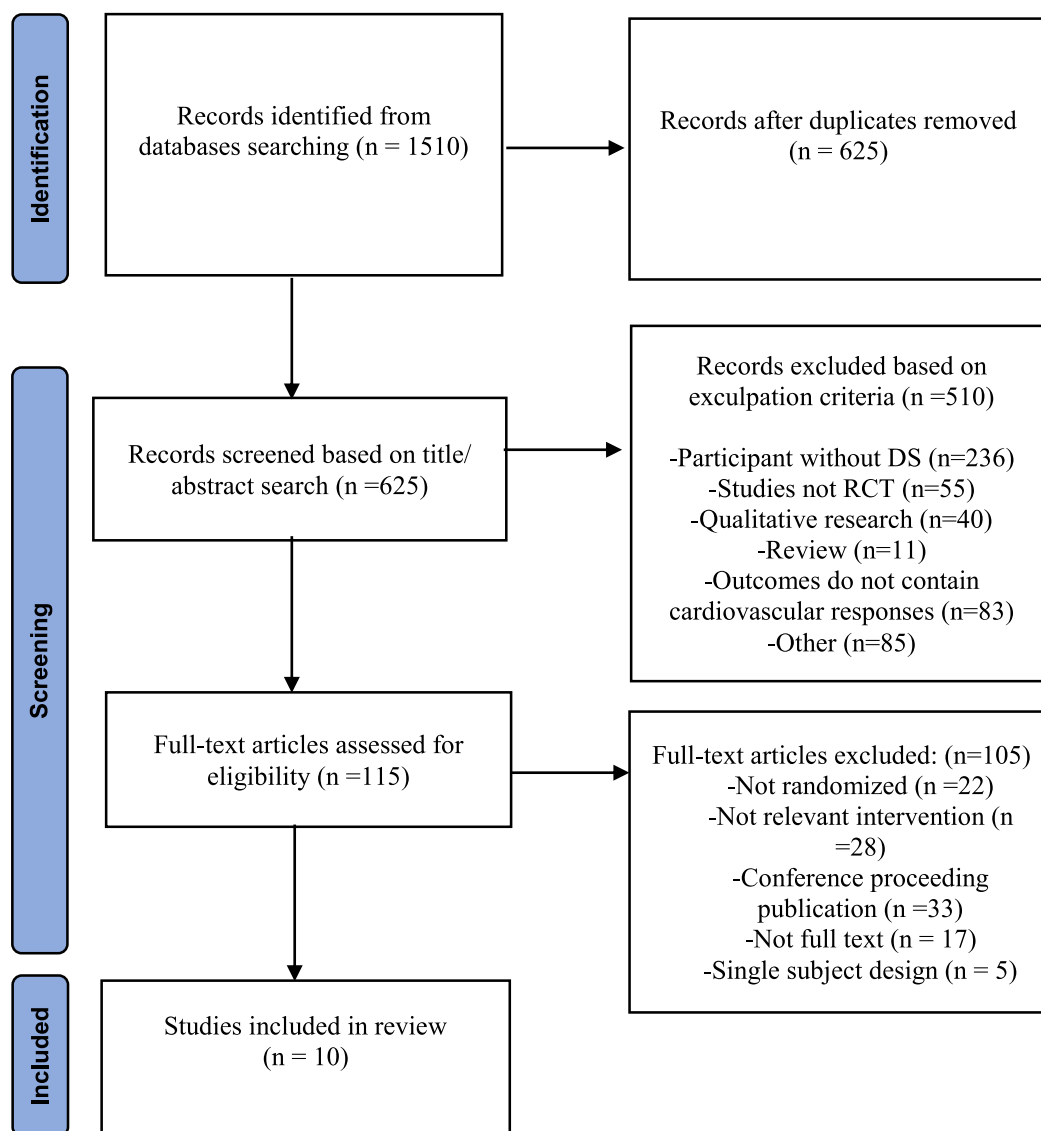 Identification
Records identified from
databases searching (n = 1510)
Records after duplicates removed
(n = 625)
Screening
Records screened based on title/
abstract search (n =625)
Records excluded based on
exculpation criteria (n =510)
-Participant without DS (n=236)
-Studies not RCT (n=55)
-Qualitative research (n=40)
-Review (n=11)
-Outcomes do not contain
cardiovascular responses (n=83)
-Other (n=85)
Full-text articles assessed for
eligibility (n =115)
Full-text articles excluded: (n=105)
-Not randomized (n =22)
-Not relevant intervention (n
=28)
-Conference proceeding
publication (n =33)
-Not full text (n = 17)
-Single subject design (n = 5)
Included
Studies included in review
(n = 10)